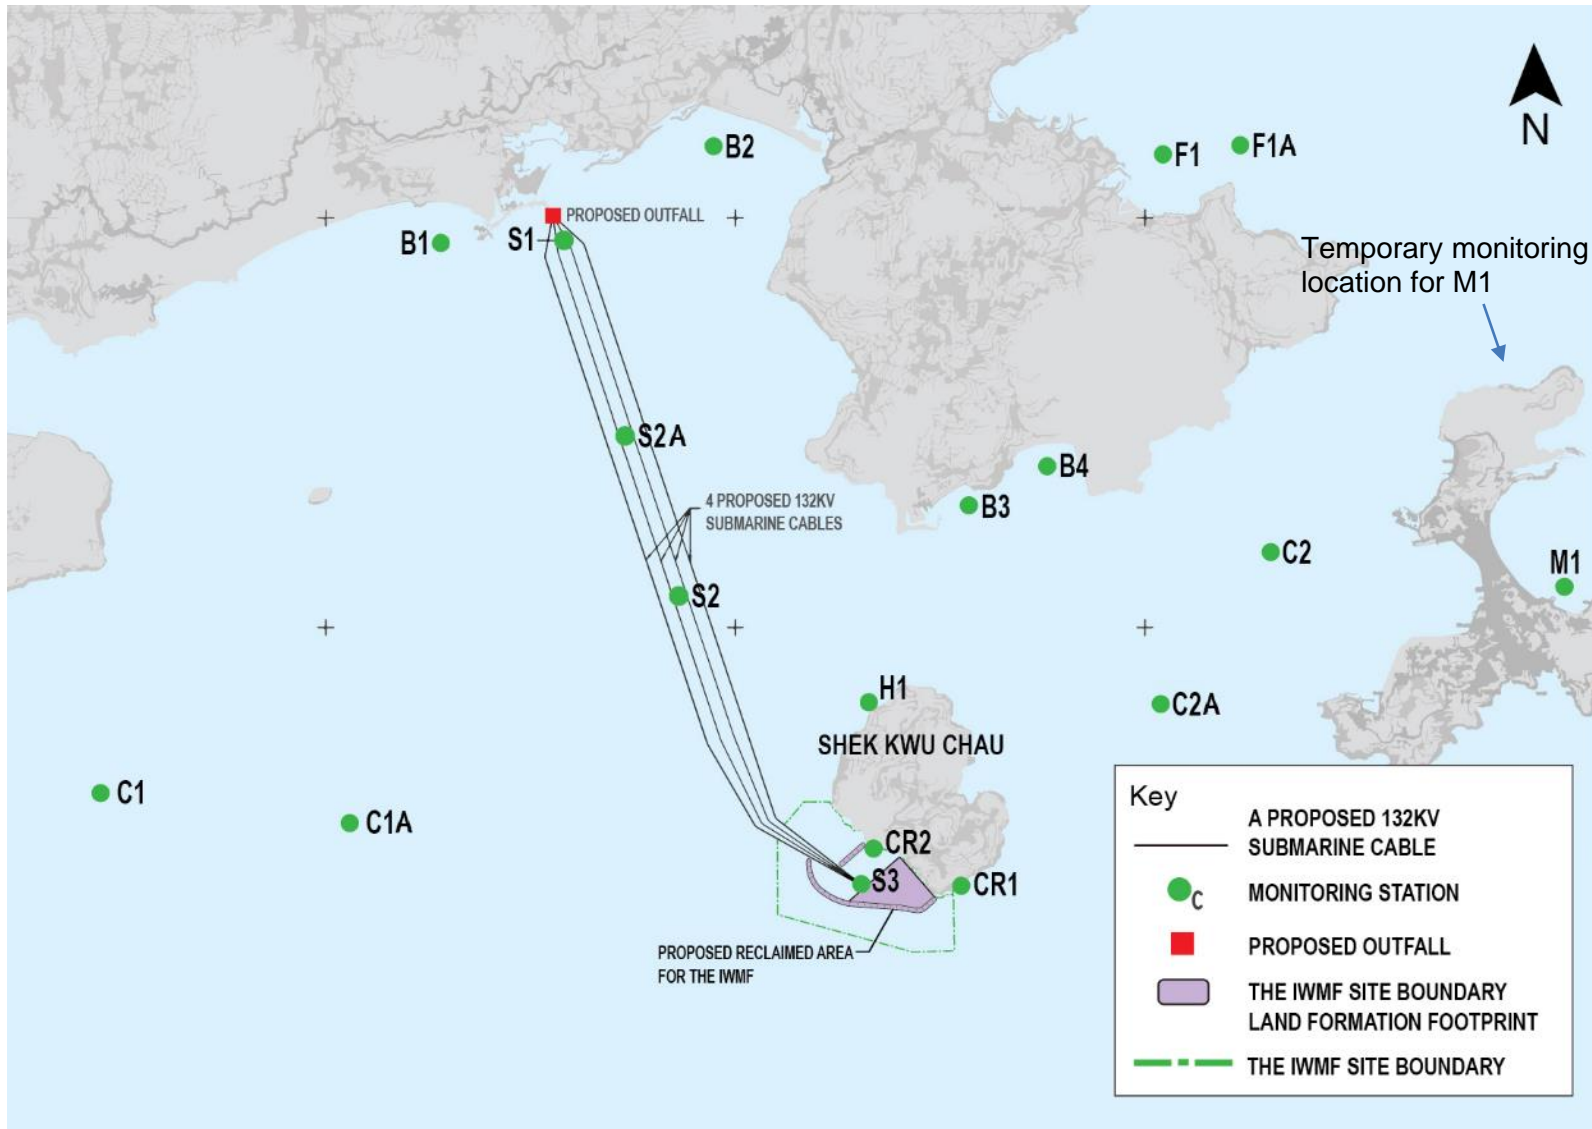 N
B2
F1
F1A
PROPOSED OUTFALL
B1
S1
Temporary monitoring
location for M1
S2A
B4
4 PROPOSED 132KV
SUBMARINE CABLES
B3
C2
M1
S2
H1
C2A
SHEK KWU CHAU
C1
C1A
CR2
S3
CR1
PROPOSED RECLAIMED AREA
FOR THE IWMF
Key
A PROPOSED 132KV
SUBMARINE CABLE
C
MONITORING STATION
PROPOSED OUTFALL
THE IWMF SITE BOUNDARY
LAND FORMATION FOOTPRINT
THE IWMF SITE BOUNDARY